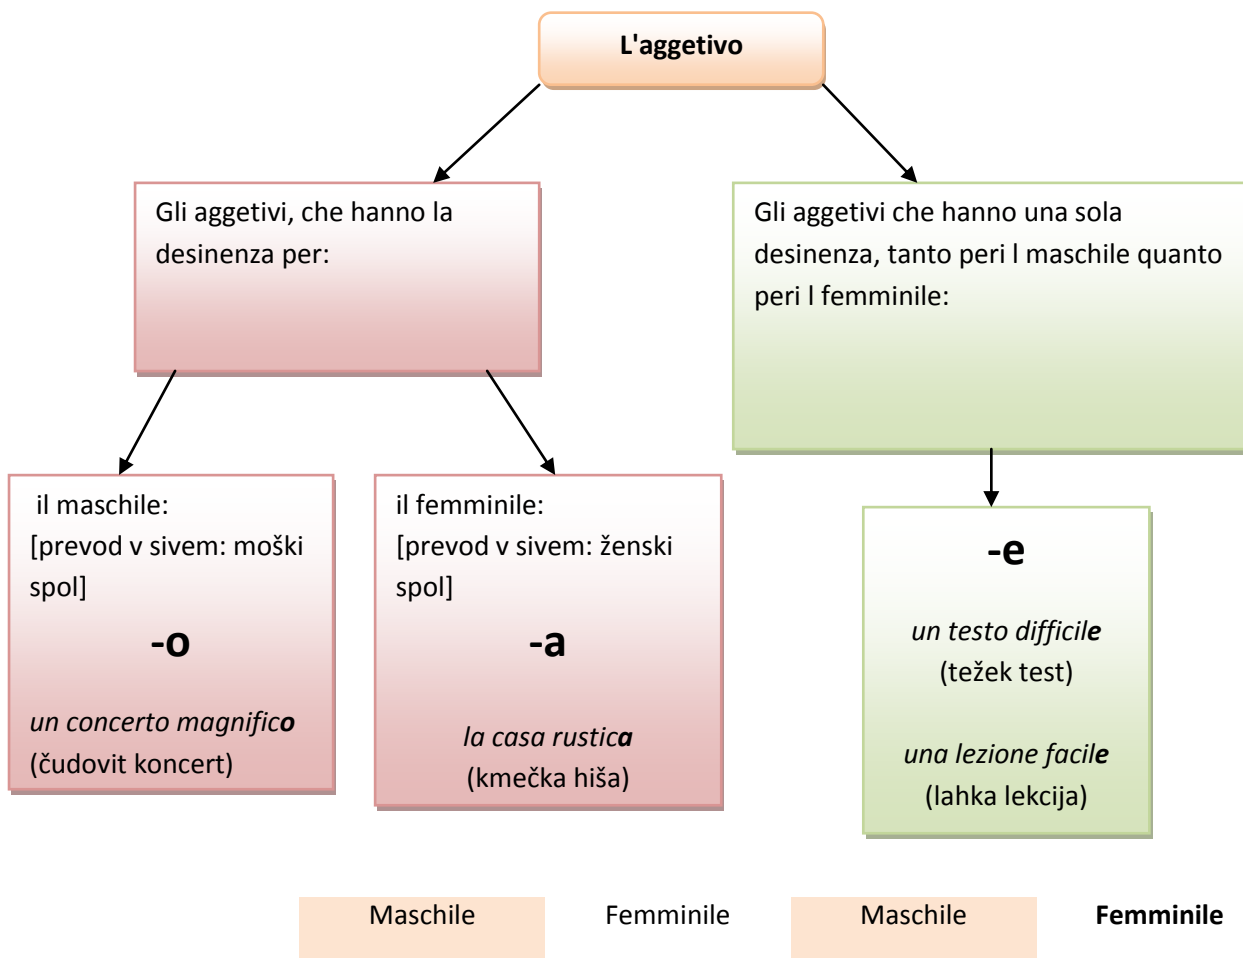 L'aggetivo
Gli aggetivi, che hanno la
desinenza per:
Gli aggetivi che hanno una sola
desinenza, tanto peri l maschile quanto
peri l femminile:
il maschile:
[prevod v sivem: moški
spol]
-o
un concerto magnifico
(čudovit koncert)
il femminile:
[prevod v sivem: ženski
spol]
-a
la casa rustica
(kmečka hiša)
-e
un testo difficile
(težek test)
una lezione facile
(lahka lekcija)
Maschile Femminile Maschile Femminile